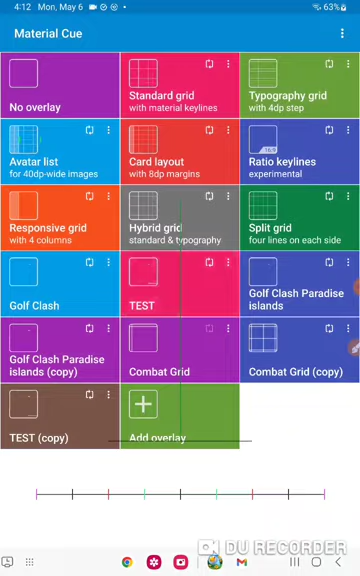 4:12 Mon, May 6
63%
Material Cue
No overlay
Standard grid
with material keylines
Typography grid
with 4dp step
Avatar list
for 40dp-wide images
Card layout
with 8dp margins
16:9
Ratio keylines
experimental
Responsive grid
with 4 columns
Hybrid grid
standard & typography
Split grid
four lines on each side
Golf Clash
TEST
Golf Clash Paradise
islands
Golf Clash Paradise
islands (copy)
Combat Grid
Combat Grid (copy)
TEST (copy)
Add overlay
DU RECORDER